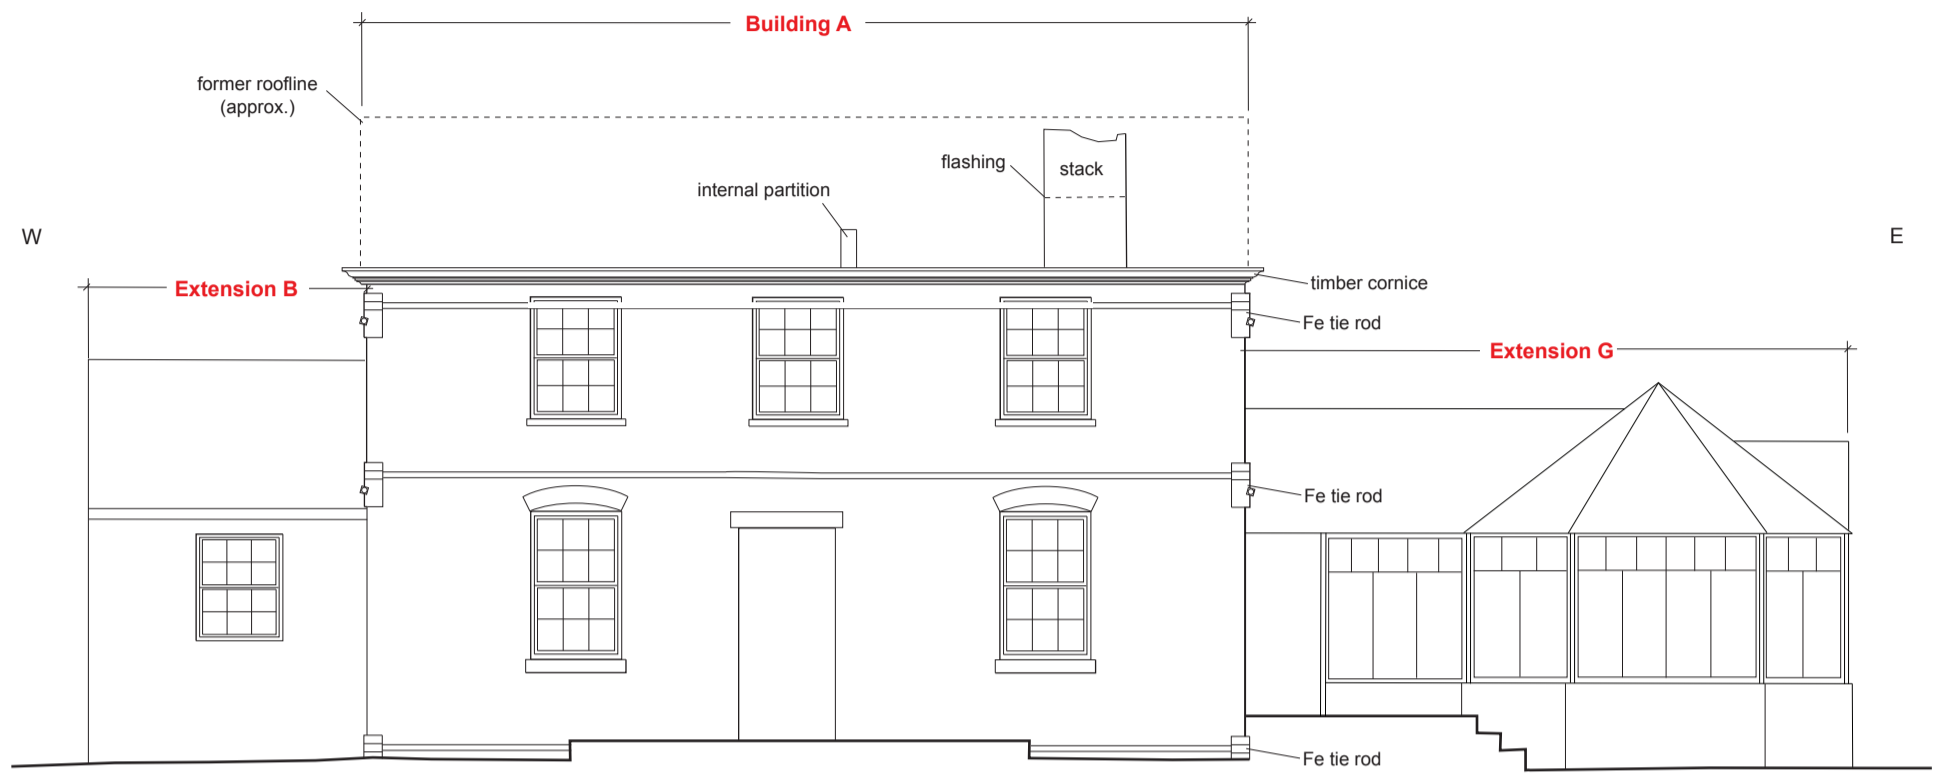 Building A
former roofline
(approx.)
flashing
stack
internal partition
W
E
Extension B
timber cornice
Fe tie rod
Extension G
Fe tie rod
Fe tie rod